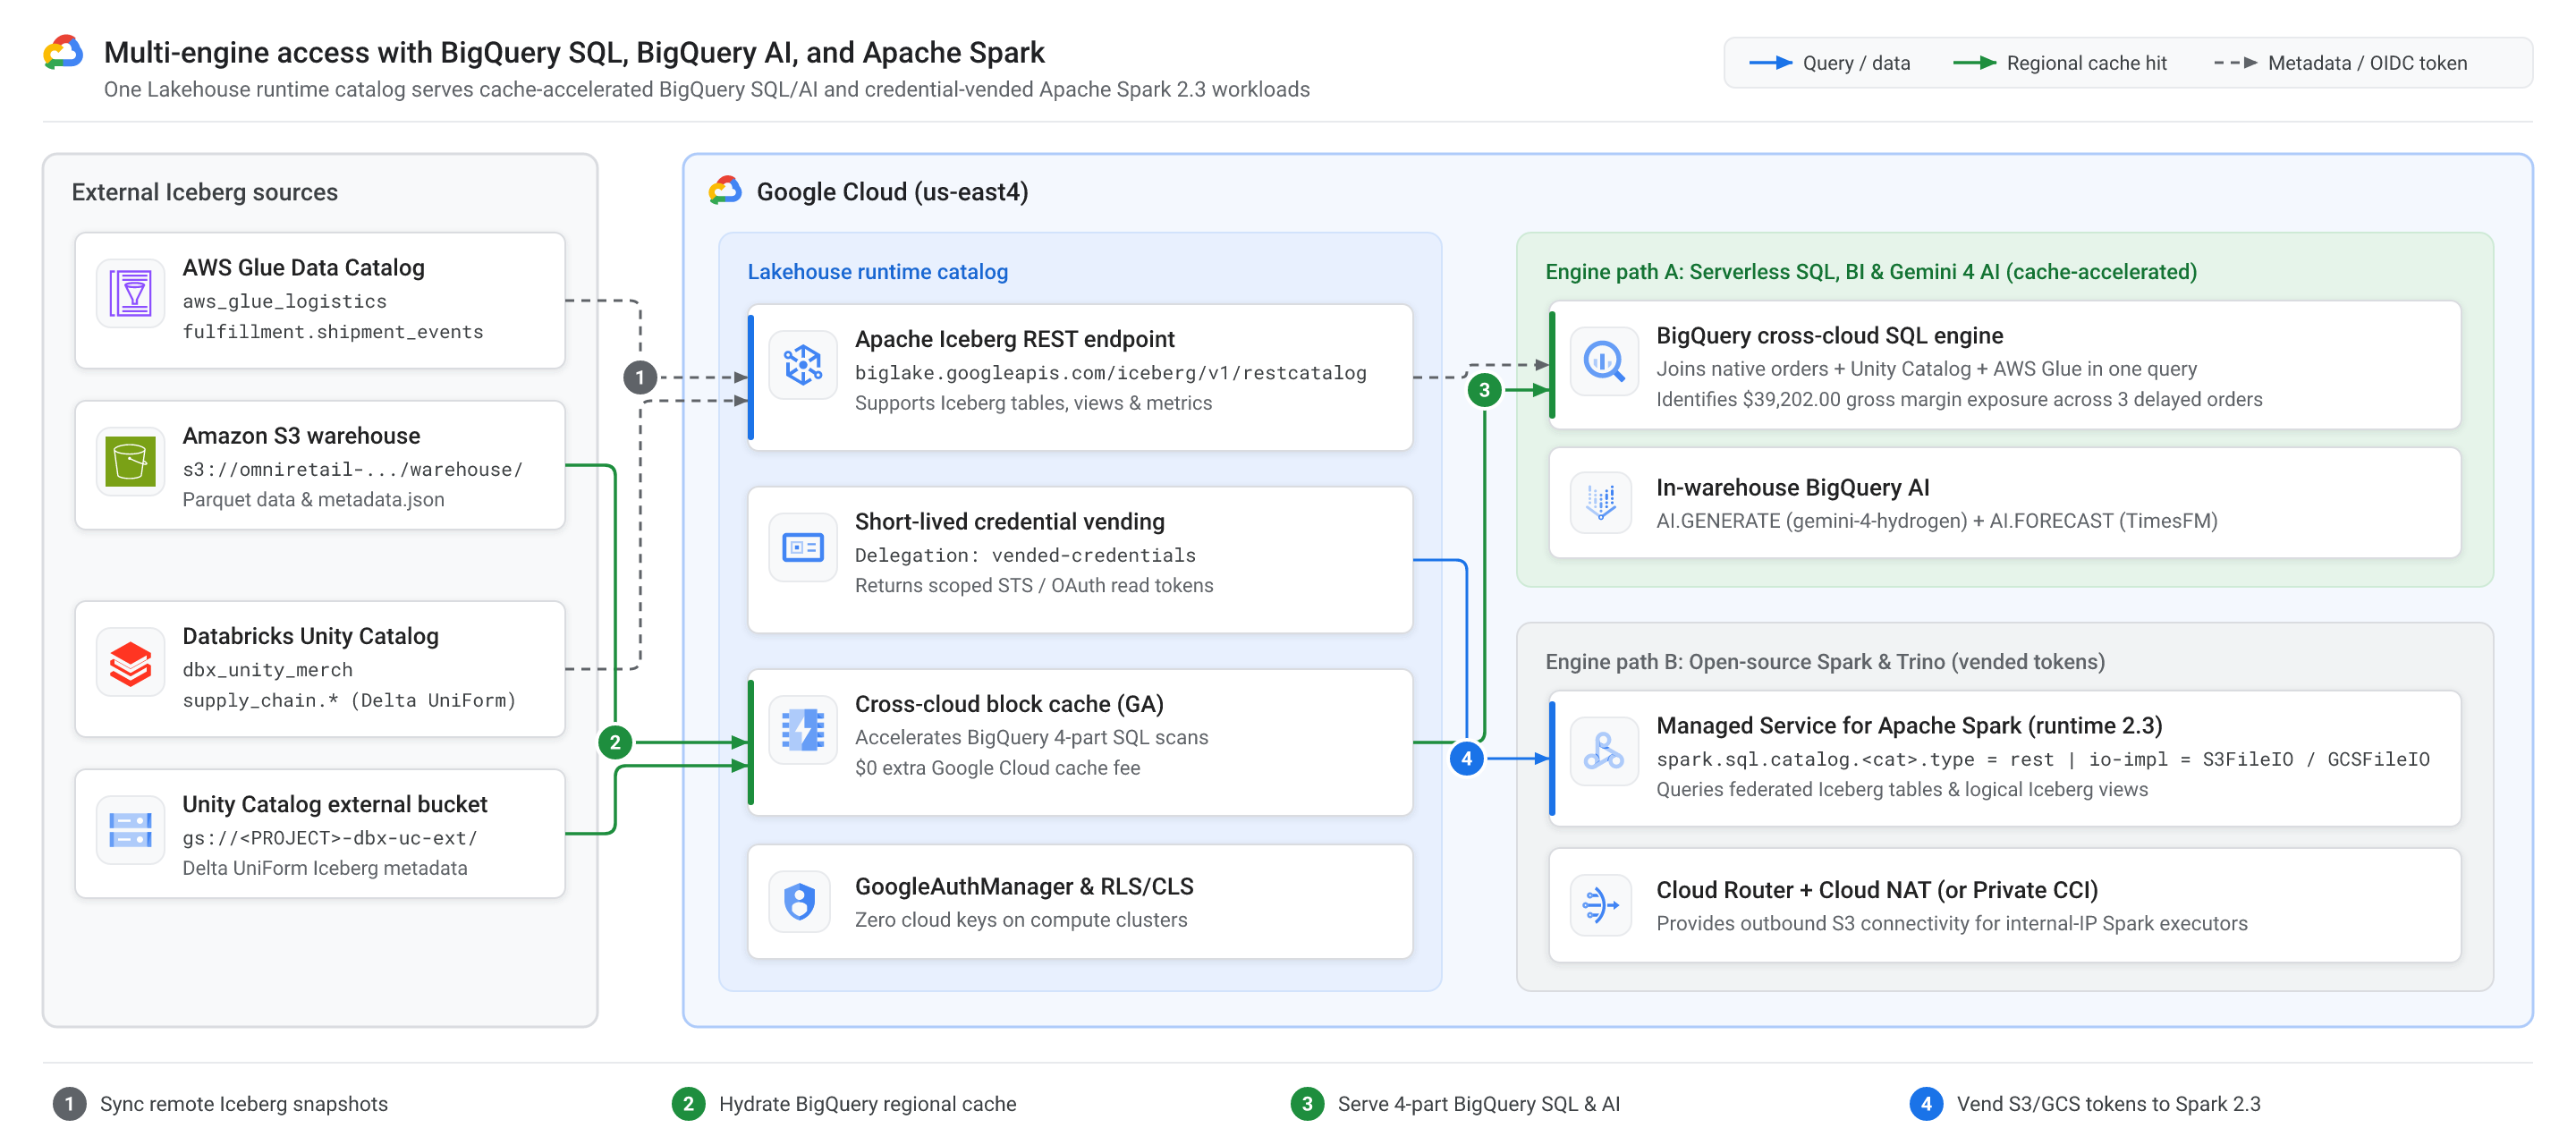 Multi-engine access with BigQuery SQL, BigQuery AI, and Apache Spark
One Lakehouse runtime catalog serves cache-accelerated BigQuery SQL/AI and credential-vended Apache Spark 2.3 workloads
Query / data
Regional cache hit
Metadata / OIDC token
External Iceberg sources
AWS Glue Data Catalog
aws_glue_logistics
fulfillment.shipment_events
Amazon S3 warehouse
s3://omniretail-.../warehouse/
Parquet data & metadata.json
Databricks Unity Catalog
dbx_unity_merch
supply_chain.* (Delta UniForm)
Unity Catalog external bucket
gs://<PROJECT>-dbx-uc-ext/
Delta UniForm Iceberg metadata
1
2
Google Cloud (us-east4)
Lakehouse runtime catalog
Apache Iceberg REST endpoint
biglake.googleapis.com/iceberg/v1/restcatalog
Supports Iceberg tables, views & metrics
Short-lived credential vending
Delegation: vended-credentials
Returns scoped STS / OAuth read tokens
Cross-cloud block cache (GA)
Accelerates BigQuery 4-part SQL scans
$0 extra Google Cloud cache fee
GoogleAuthManager & RLS/CLS
Zero cloud keys on compute clusters
3
4
Engine path A: Serverless SQL, BI & Gemini 4 AI (cache-accelerated)
BigQuery cross-cloud SQL engine
Joins native orders + Unity Catalog + AWS Glue in one query
Identifies $39,202.00 gross margin exposure across 3 delayed orders
In-warehouse BigQuery AI
AI.GENERATE (gemini-4-hydrogen) + AI.FORECAST (TimesFM)
Engine path B: Open-source Spark & Trino (vended tokens)
Managed Service for Apache Spark (runtime 2.3)
spark.sql.catalog.<cat>.type = rest | io-impl = S3FileIO / GCSFileIO
Queries federated Iceberg tables & logical Iceberg views
Cloud Router + Cloud NAT (or Private CCI)
Provides outbound S3 connectivity for internal-IP Spark executors
1 Sync remote Iceberg snapshots
2 Hydrate BigQuery regional cache
3 Serve 4-part BigQuery SQL & AI
4 Vend S3/GCS tokens to Spark 2.3